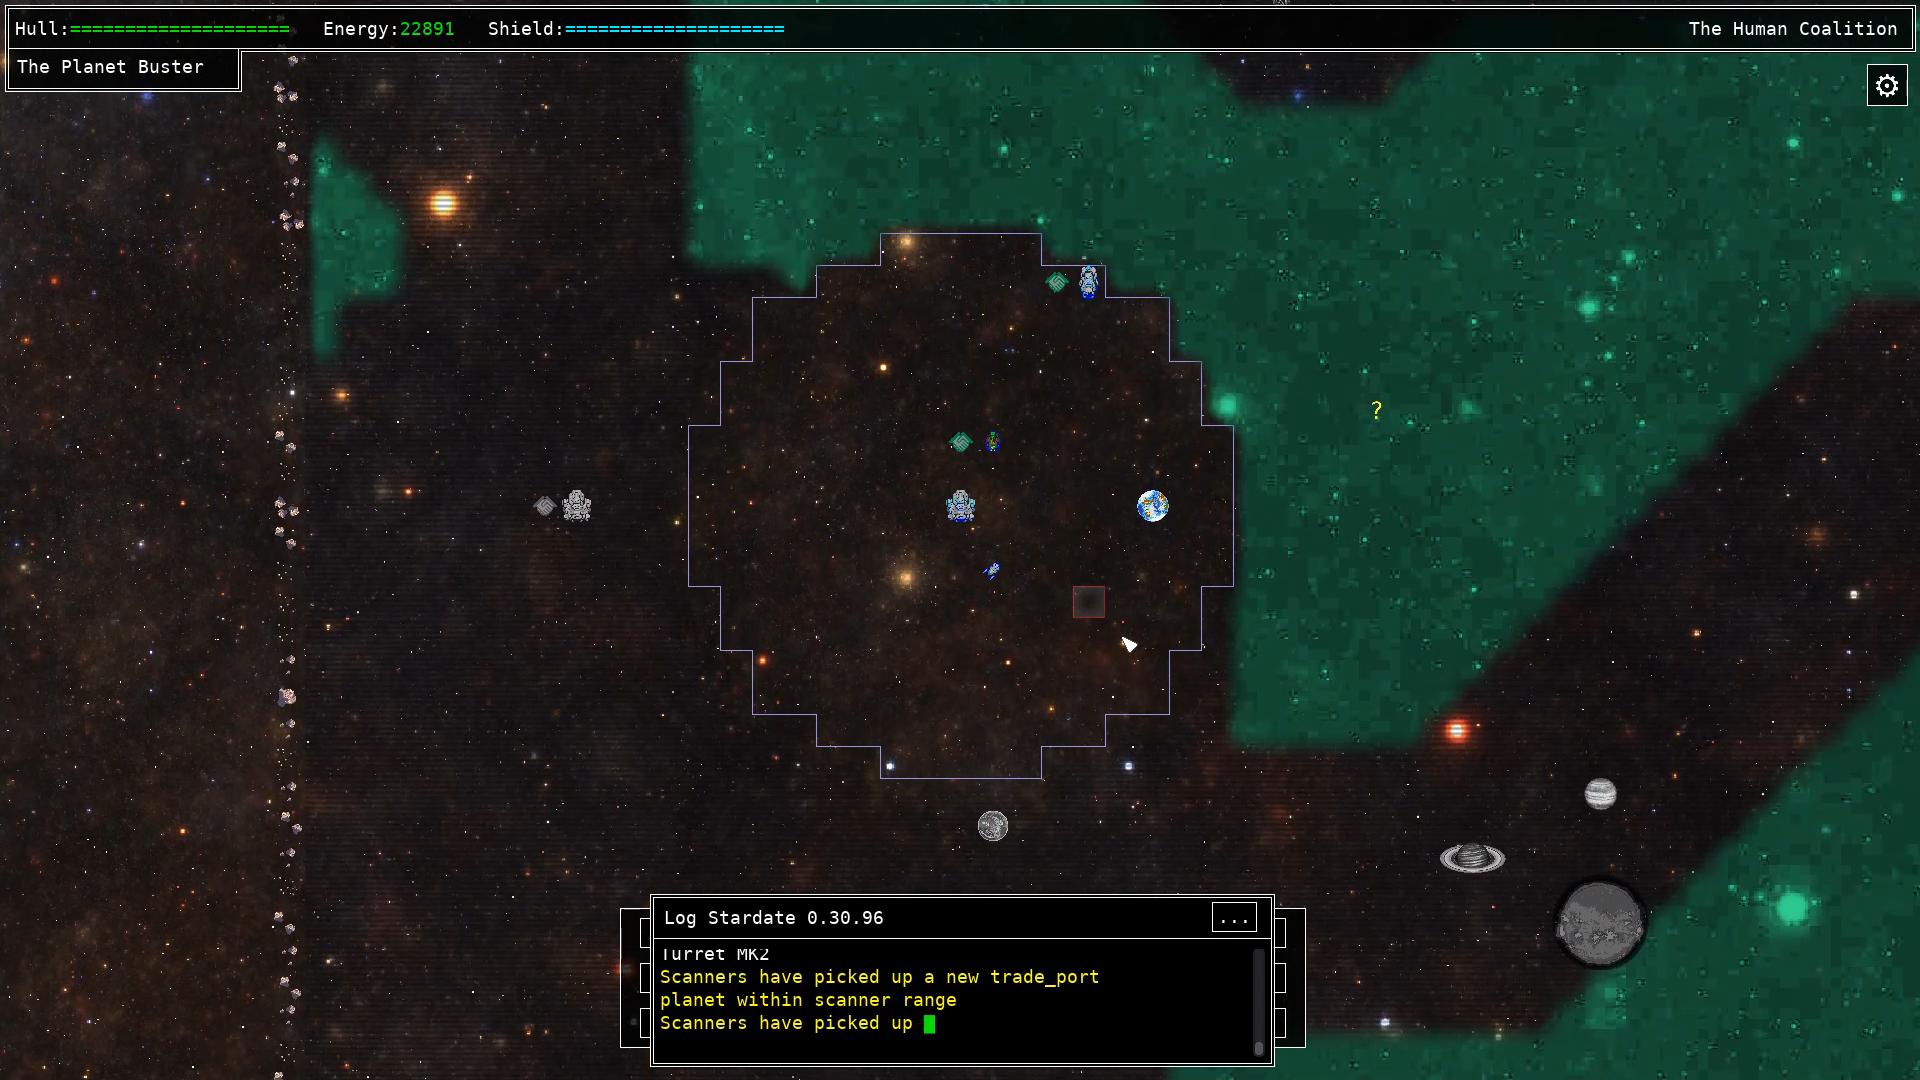 Hull:==================== Energy:22891 Shield:==================== The Human Coalition
The Planet Buster
?
Log Stardate 0.30.96 ...
Turret MK2
Scanners have picked up a new trade_port
planet within scanner range
Scanners have picked up